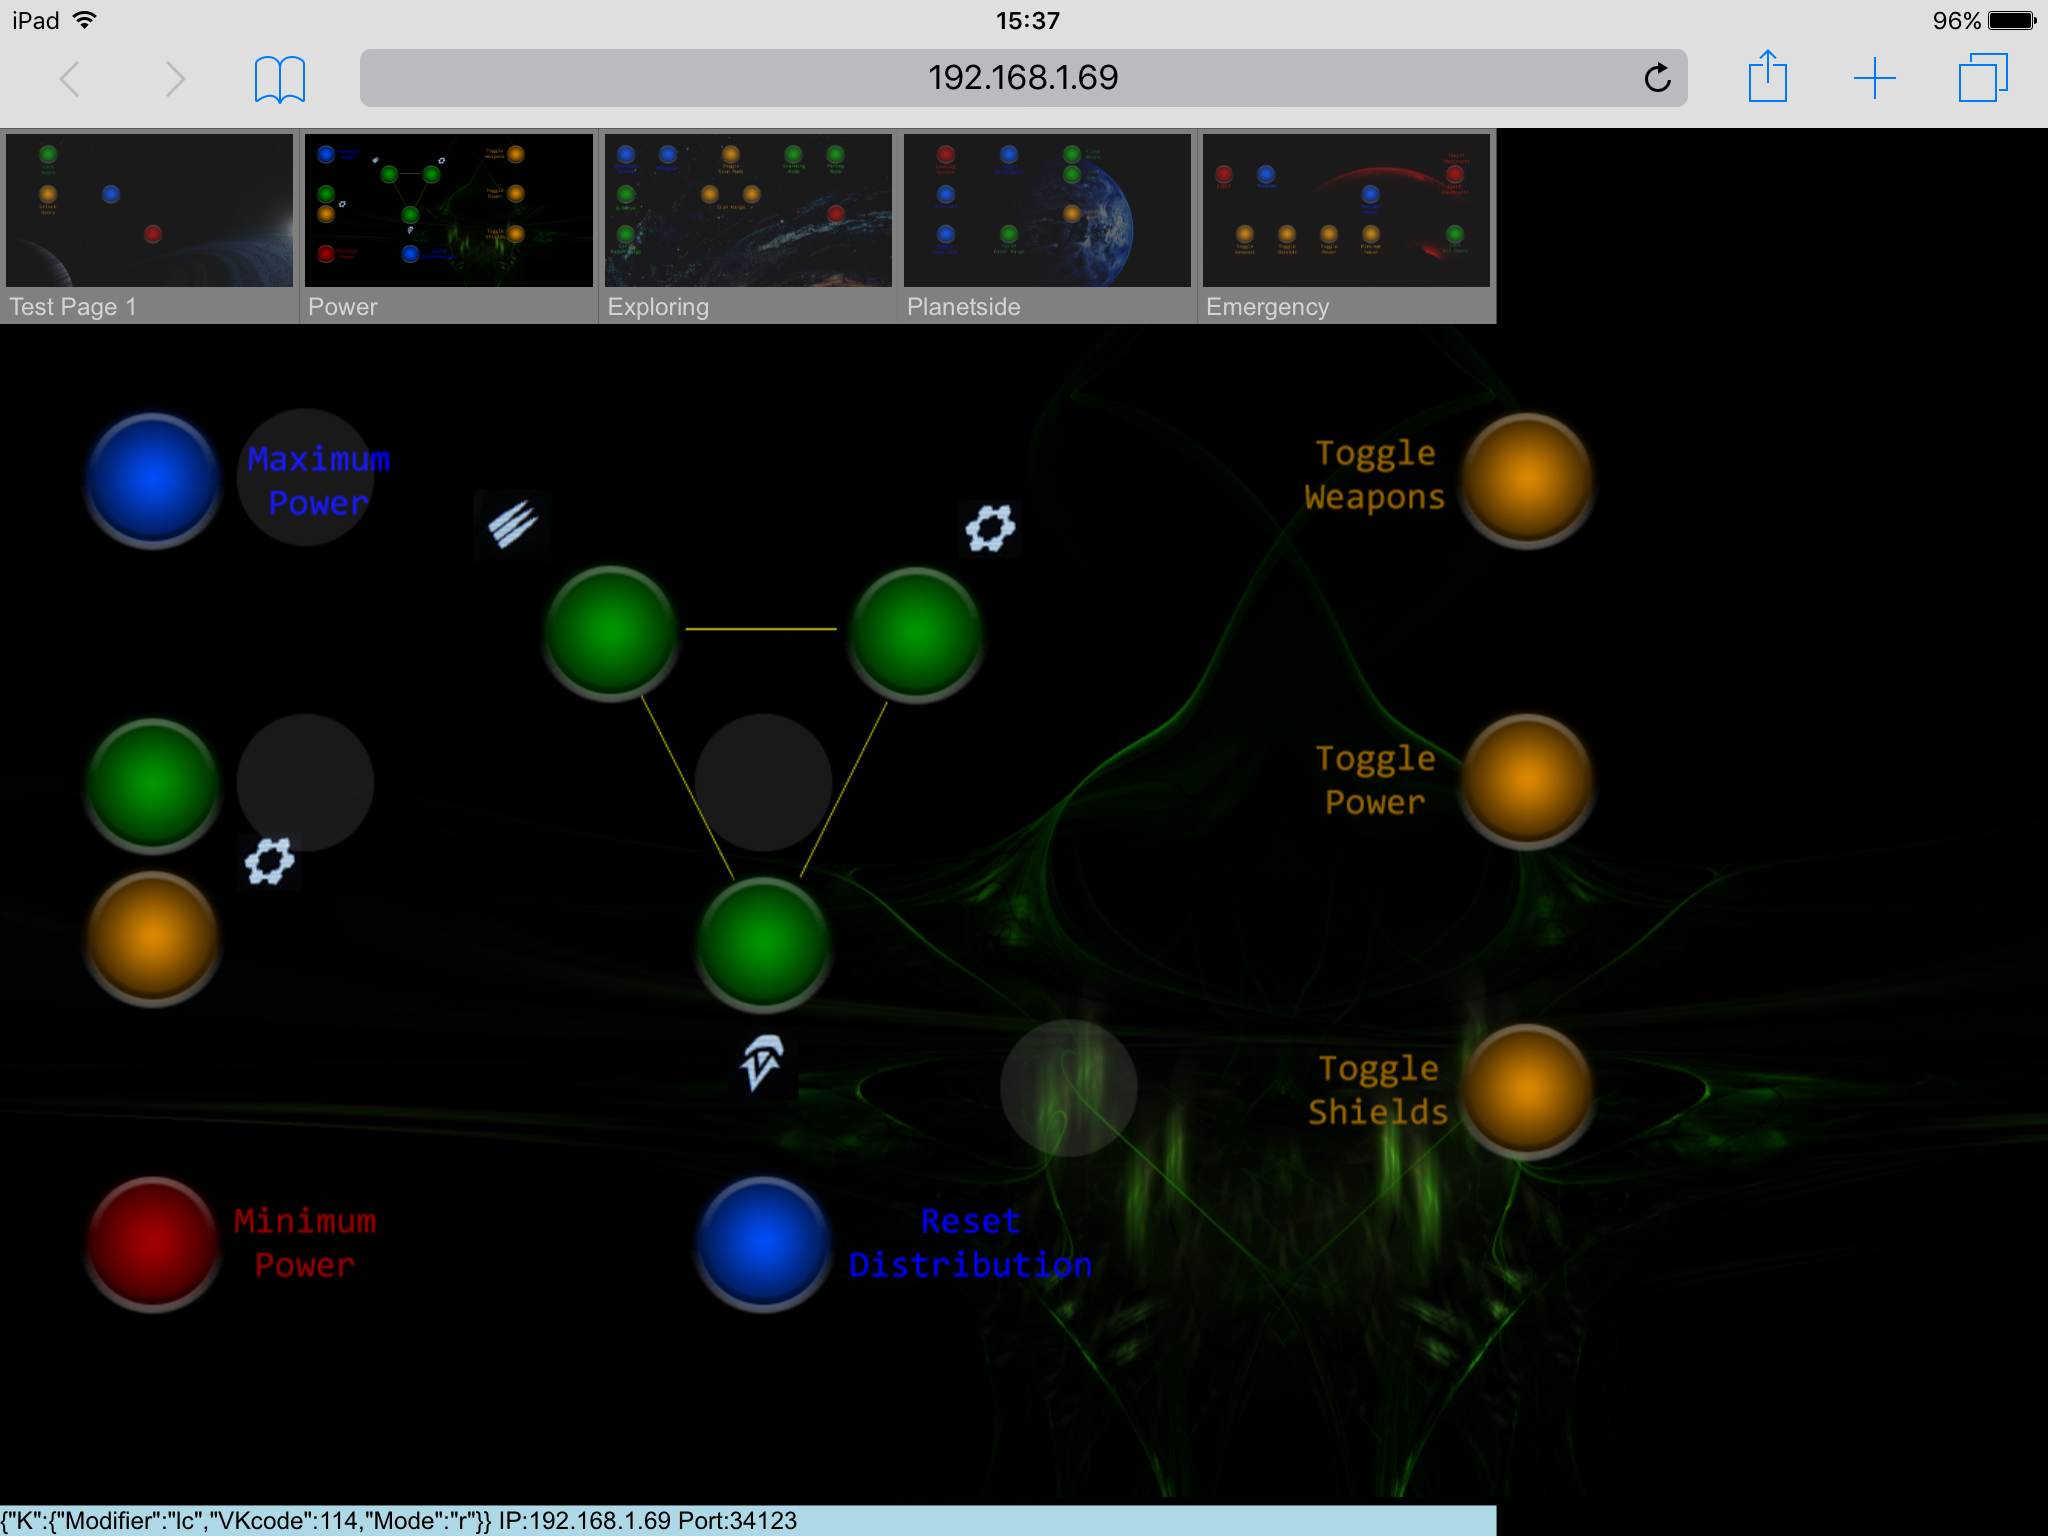 iPad 15:37 96%
192.168.1.69
Test Page 1 Power Exploring Planetside Emergency
Maximum
Power
Toggle
Weapons
Toggle
Power
Toggle
Shields
Minimum
Power
Reset
Distribution
{"K":{"Modifier":"lc","VKcode":114,"Mode":"r"}} IP:192.168.1.69 Port:34123